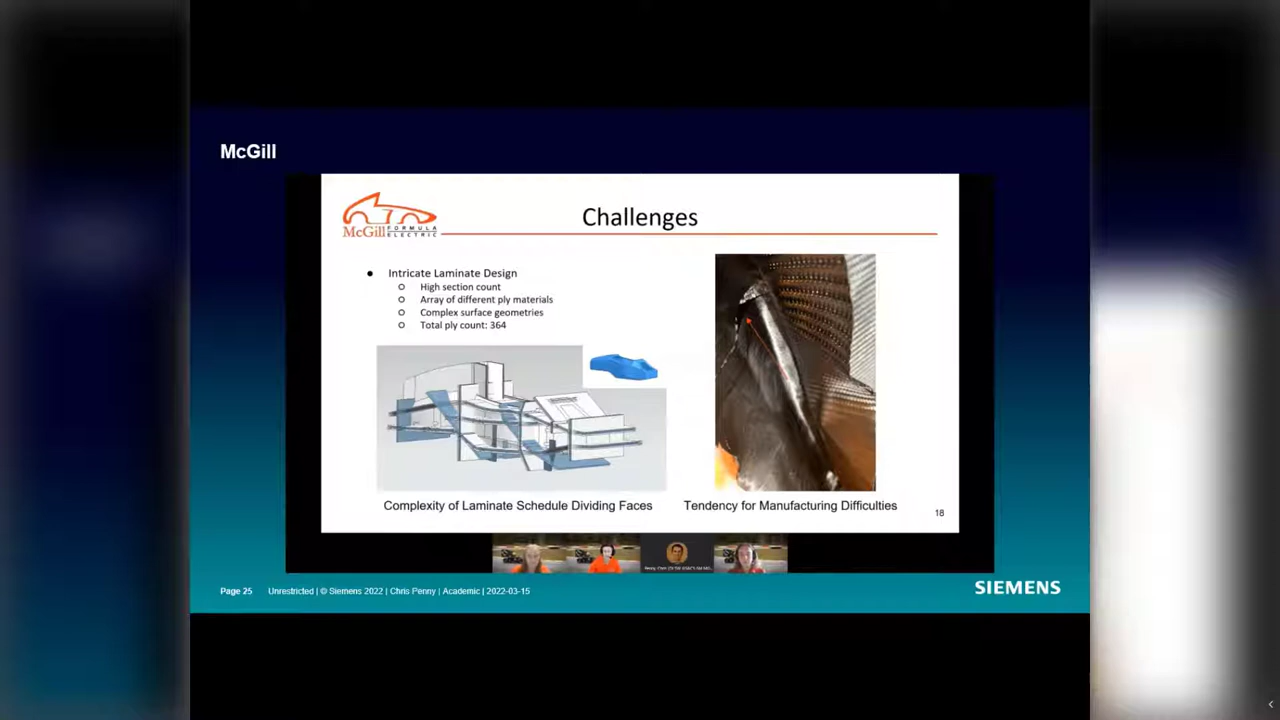 McGill
McGill FORMULA ELECTRIC
Challenges
● Intricate Laminate Design
○ High section count
○ Array of different ply materials
○ Complex surface geometries
○ Total ply count: 364
Complexity of Laminate Schedule Dividing Faces
Tendency for Manufacturing Difficulties
18
Page 25
Unrestricted | © Siemens 2022 | Chris Penny | Academic | 2022-03-15
SIEMENS